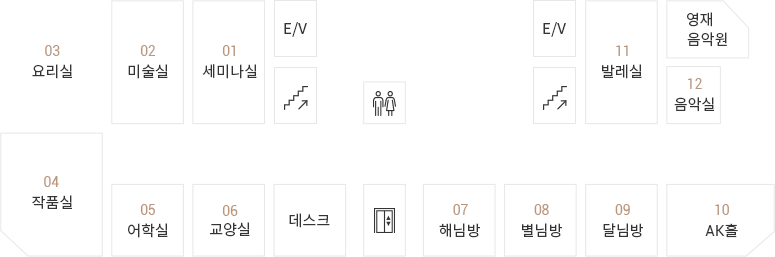 03
요리실
02
미술실
01
세미나실
E/V
E/V
11
발레실
영재
음악원
12
음악실
04
작품실
05
어학실
06
교양실
데스크
07
해님방
08
별님방
09
달님방
10
AK홀